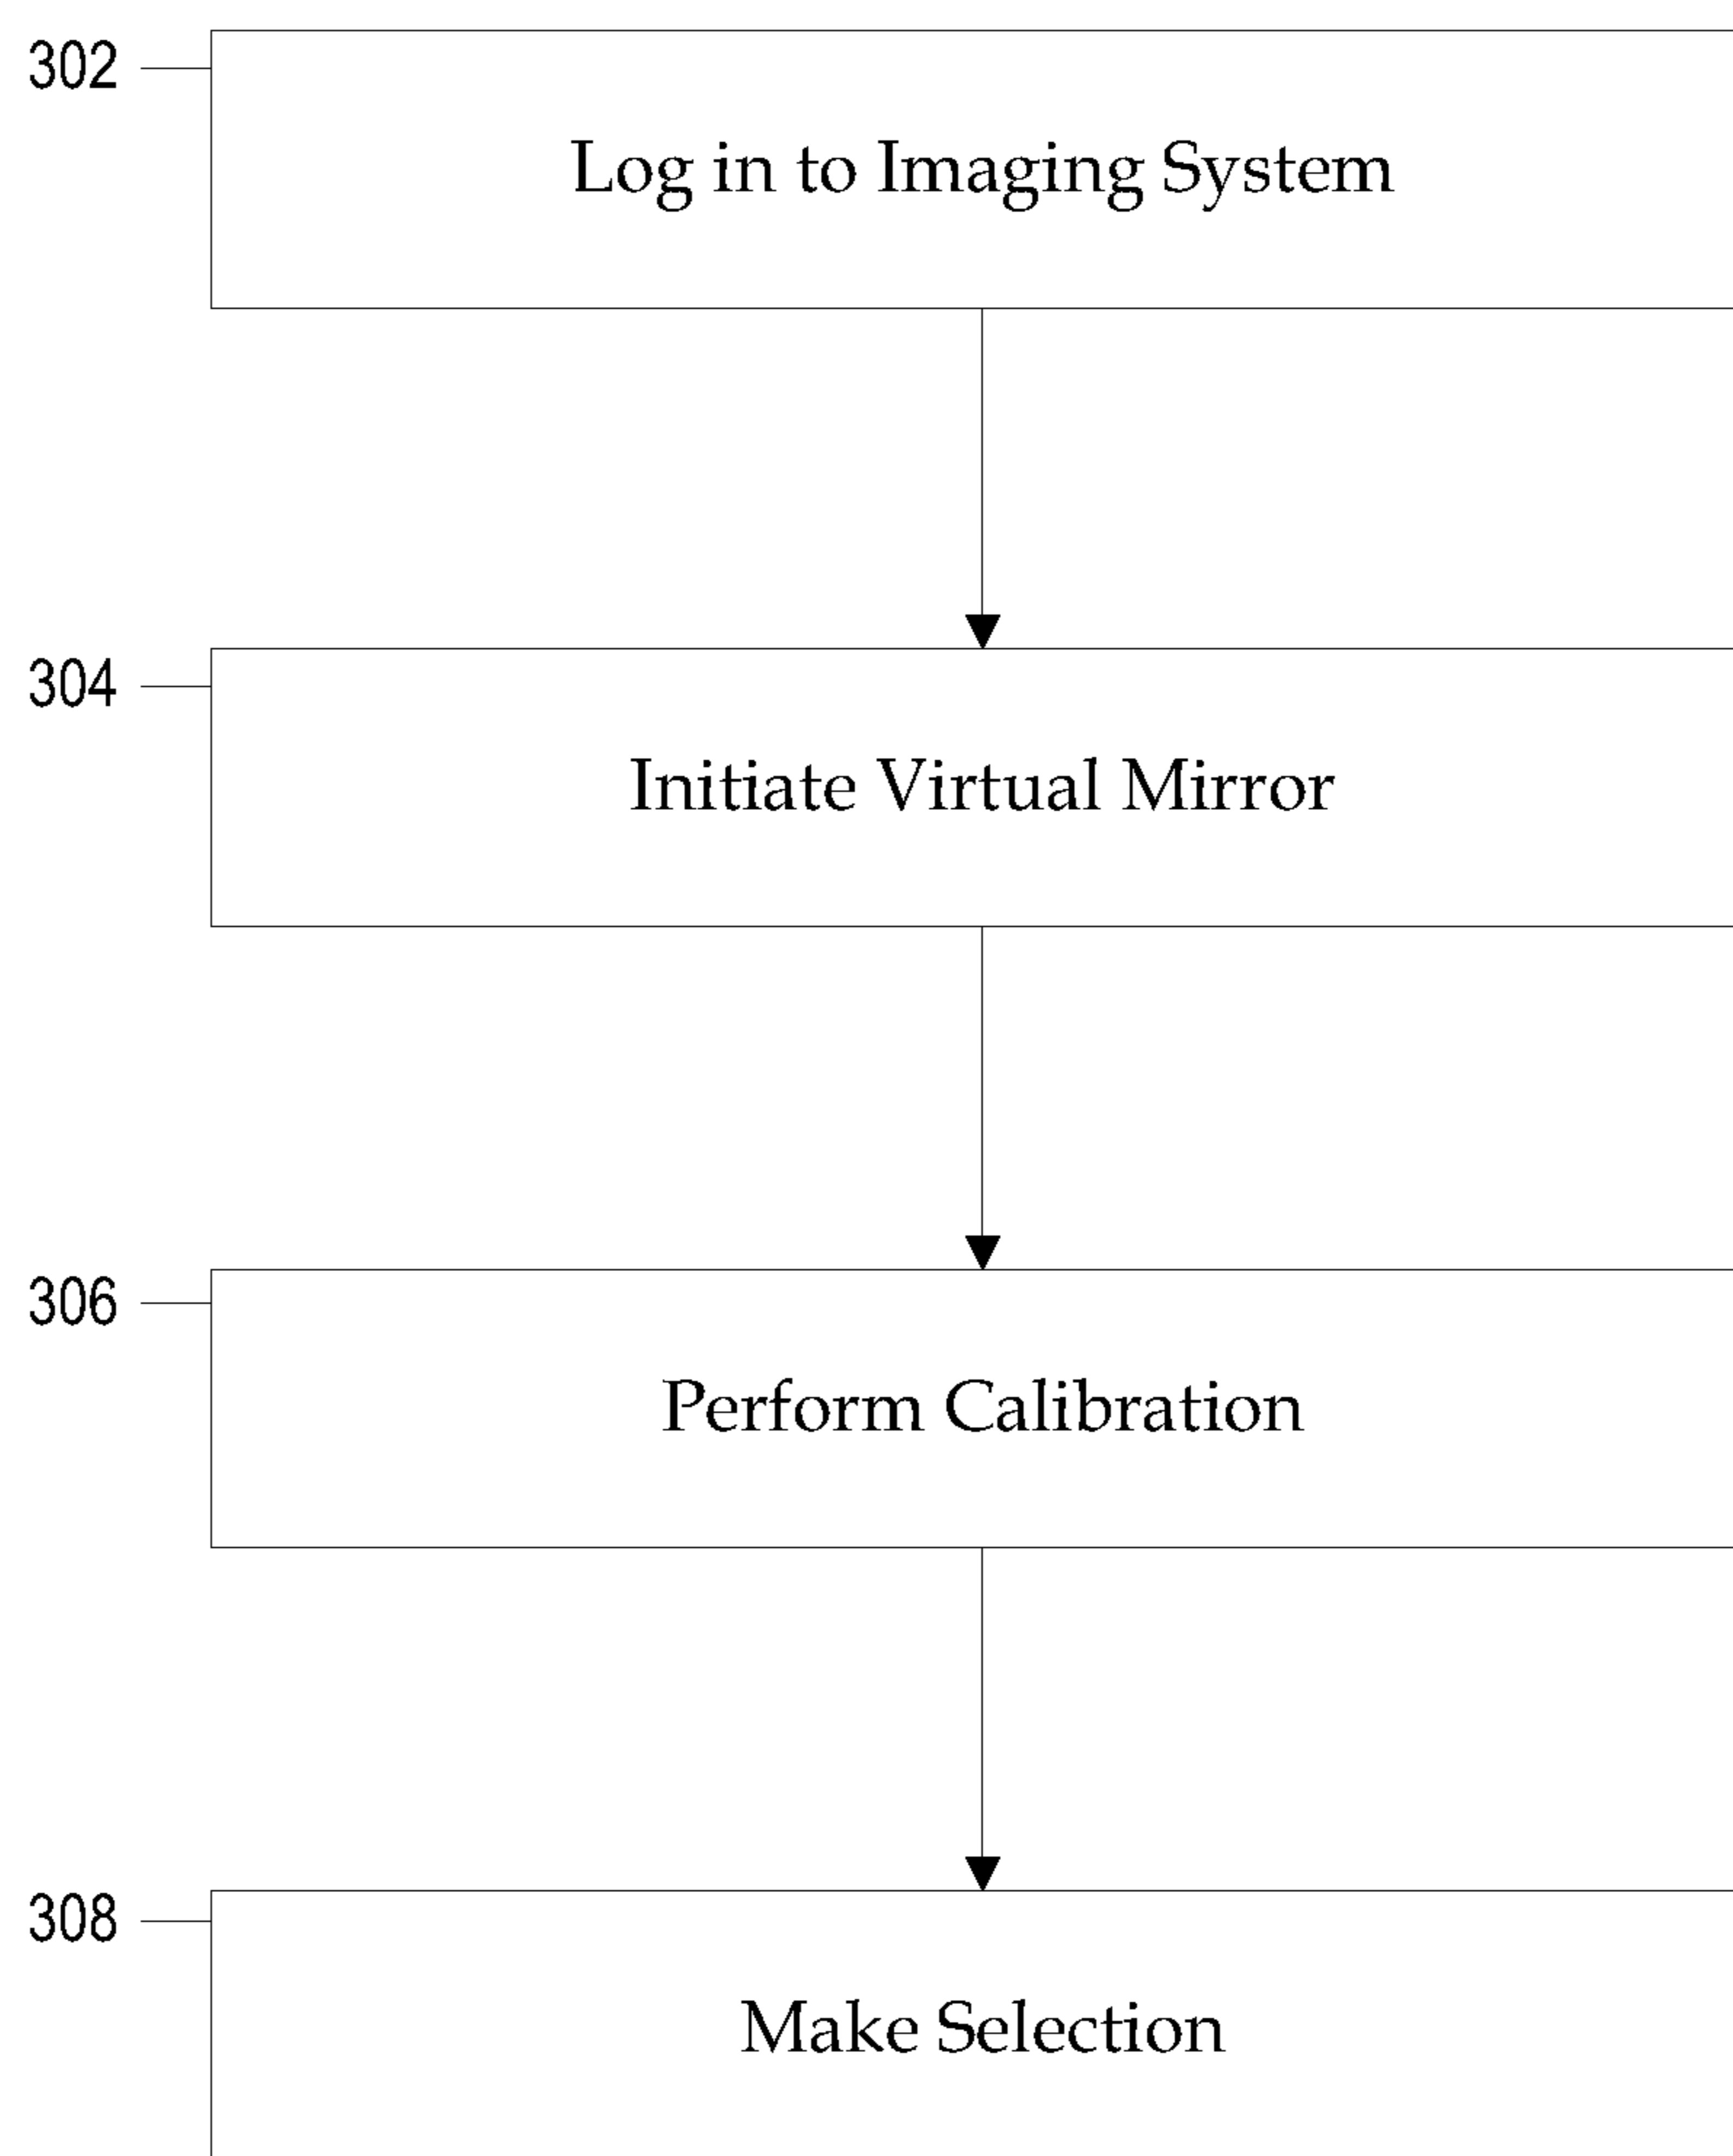 302
Log in to Imaging System
304
Initiate Virtual Mirror
306
Perform Calibration
308
Make Selection